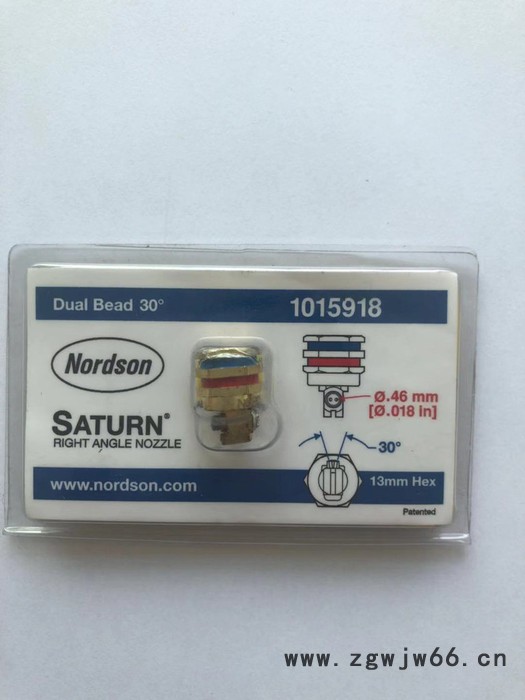 Dual Bead 30°
1015918
Nordson
SATURN®
RIGHT ANGLE NOZZLE
Ø.46 mm
[Ø.018 in]
30°
www.nordson.com
13mm Hex
Patented
www.zgwjw66.cn